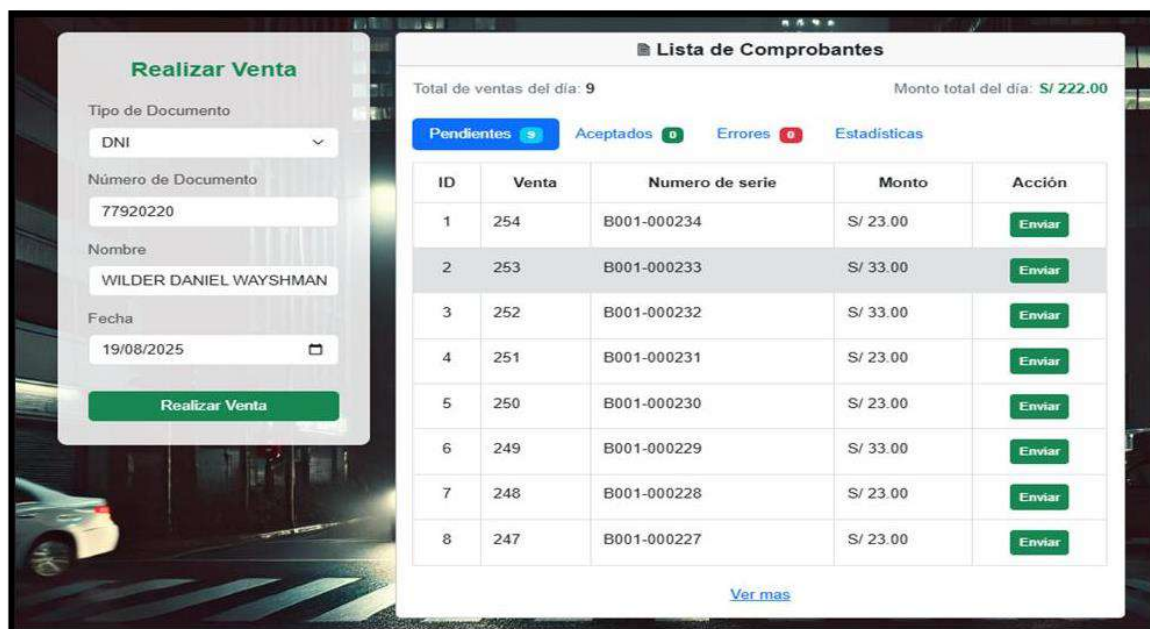 Realizar Venta
Tipo de Documento
DNI
Número de Documento
77920220
Nombre
WILDER DANIEL WAYSHMAN
Fecha
19/08/2025
Realizar Venta
Lista de Comprobantes
Total de ventas del día: 9 Monto total del día: S/ 222.00
Pendientes 9 Aceptados 0 Errores 0 Estadísticas
ID Venta Numero de serie Monto Acción
1 254 B001-000234 S/ 23.00 Enviar
2 253 B001-000233 S/ 33.00 Enviar
3 252 B001-000232 S/ 33.00 Enviar
4 251 B001-000231 S/ 23.00 Enviar
5 250 B001-000230 S/ 23.00 Enviar
6 249 B001-000229 S/ 33.00 Enviar
7 248 B001-000228 S/ 23.00 Enviar
8 247 B001-000227 S/ 23.00 Enviar
Ver mas